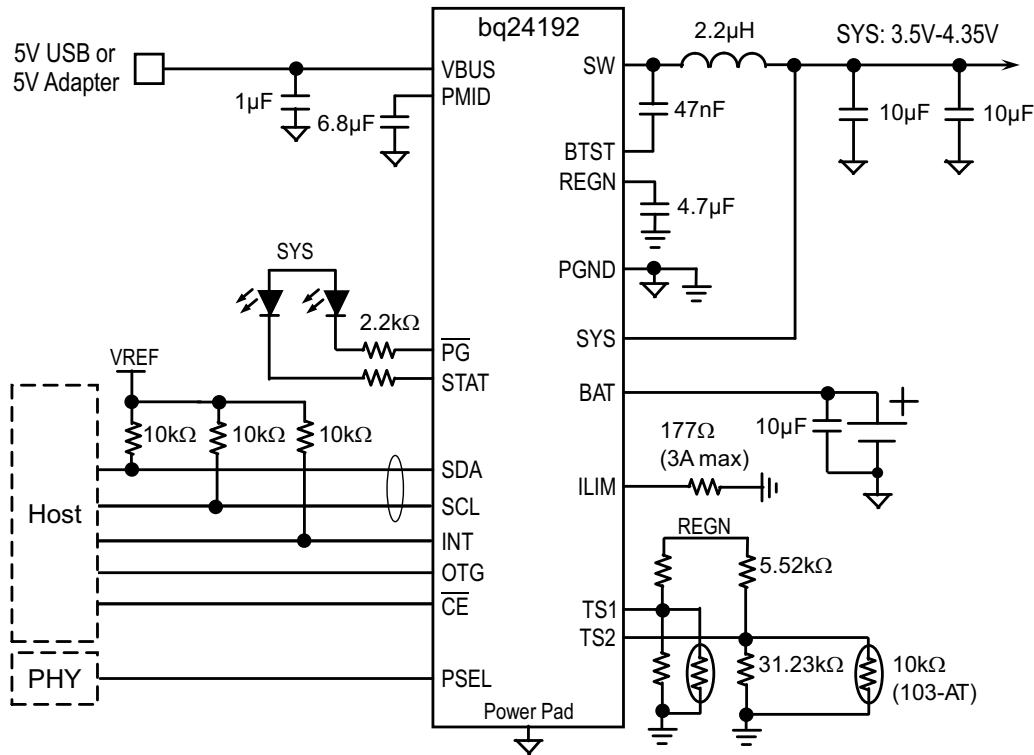 bq24192
5V USB or
5V Adapter
VBUS
PMID
1µF
6.8µF
SW
2.2µH
SYS: 3.5V-4.35V
47nF
10µF
10µF
BTST
REGN
4.7µF
PGND
SYS
SYS
2.2kΩ
PG
STAT
VREF
10kΩ
10kΩ
10kΩ
BAT
10µF
177Ω
(3A max)
ILIM
Host
SDA
SCL
INT
OTG
CE
REGN
5.52kΩ
TS1
TS2
31.23kΩ
10kΩ
(103-AT)
PHY
PSEL
Power Pad